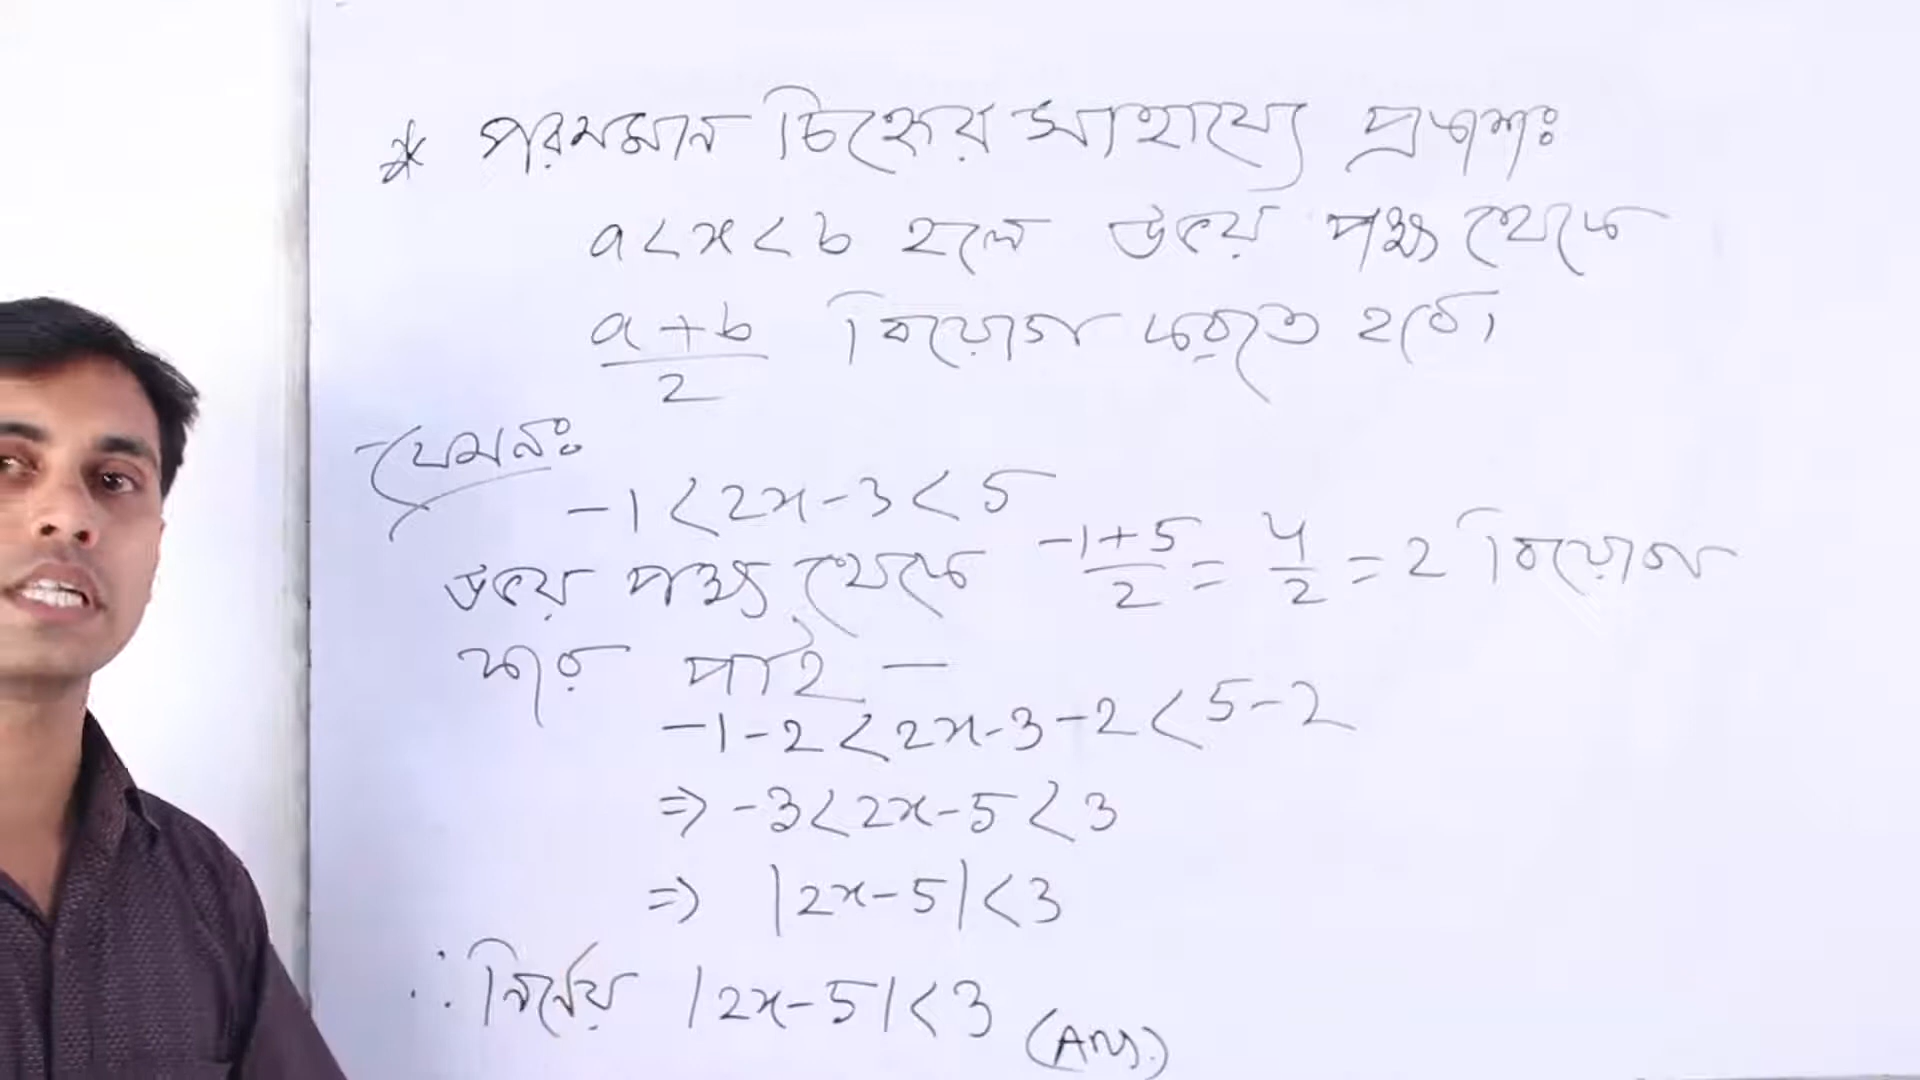 * পরমমান চিহ্নের সাহায্যে প্রকাশঃ
a < x < b হলে উভয় পক্ষ থেকে
a + b / 2 বিয়োগ করতে হবে।
যেমনঃ
-1 < 2x - 3 < 5
উভয় পক্ষ থেকে -1 + 5 / 2 = 4 / 2 = 2 বিয়োগ
করে পাই —
-1 - 2 < 2x - 3 - 2 < 5 - 2
⇒ -3 < 2x - 5 < 3
⇒ |2x - 5| < 3
∴ নির্ণেয় |2x - 5| < 3 (Ans.)